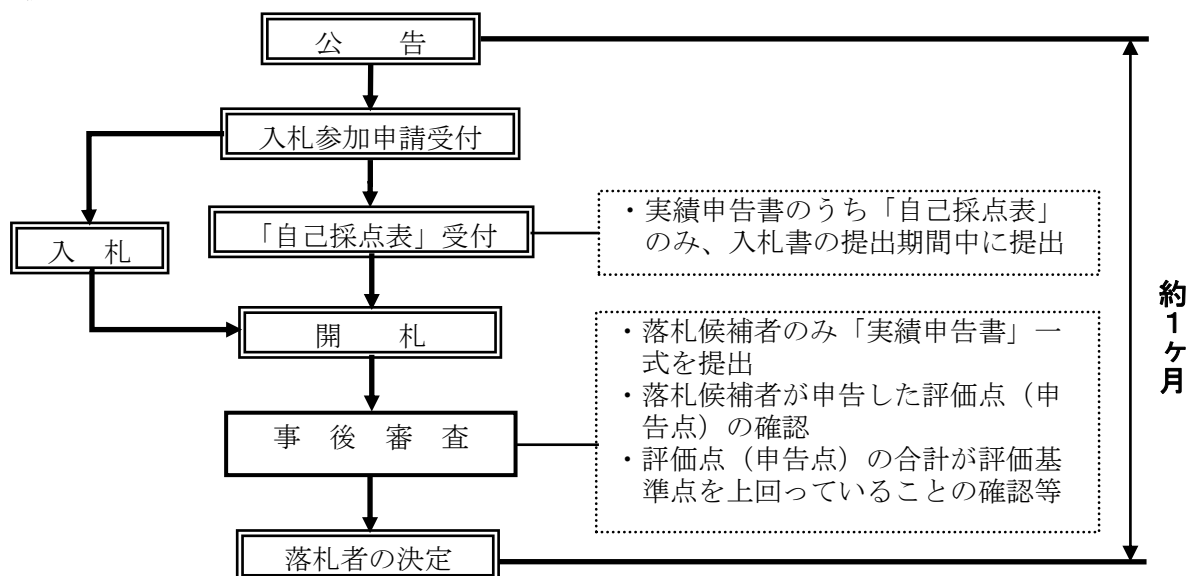 公　告
入札参加申請受付
「自己採点表」受付
・実績申告書のうち「自己採点表」
のみ、入札書の提出期間中に提出
入　札
開　札
・落札候補者のみ「実績申告書」一
式を提出
・落札候補者が申告した評価点（申
告点）の確認
・評価点（申告点）の合計が評価基
準点を上回っていることの確認等
事　後　審　査
落札者の決定
約１ヶ月